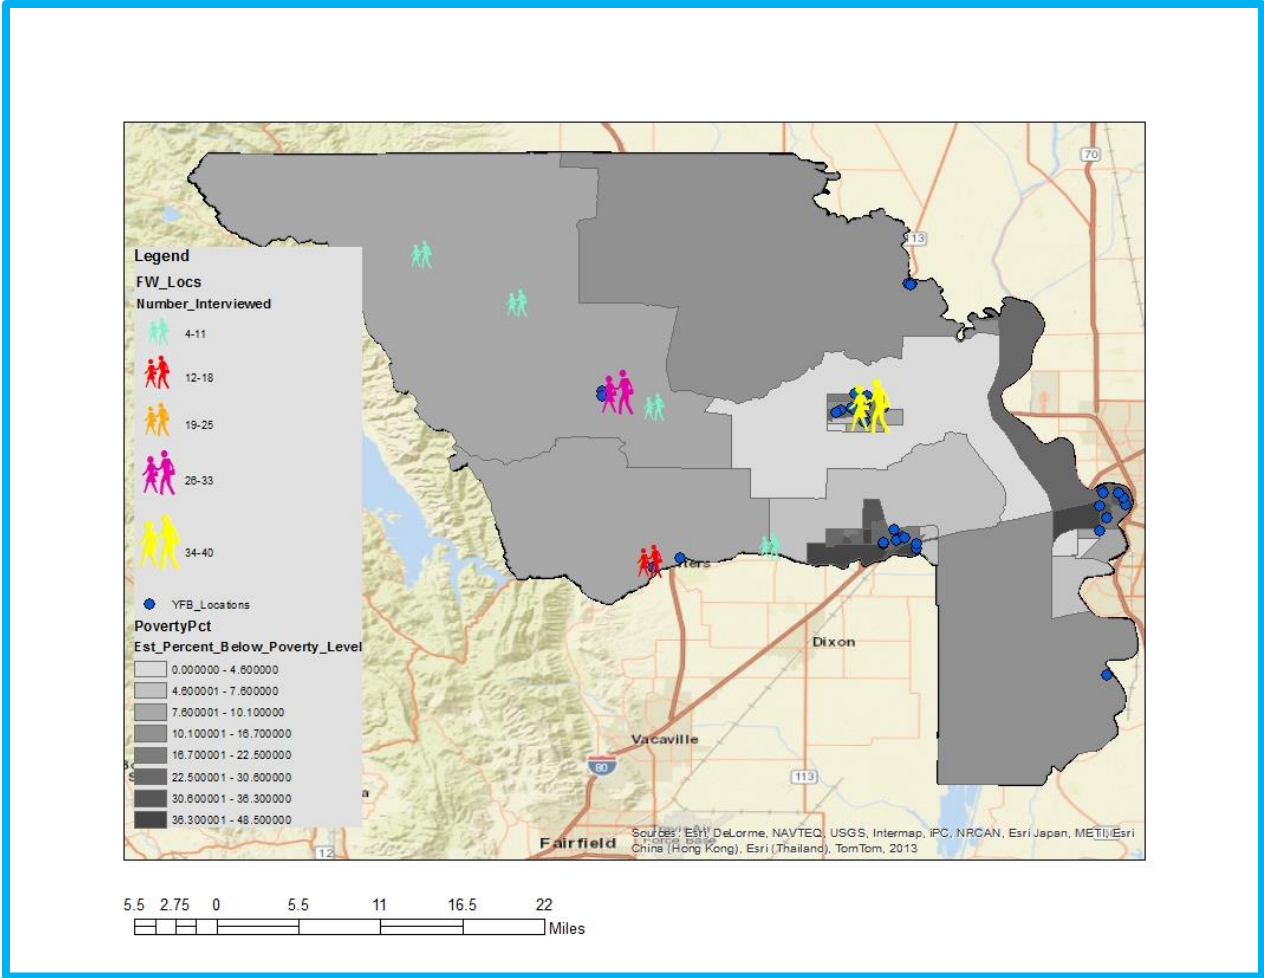 70
113
Legend
FW_Locs
Number_Interviewed
4-11
12-18
19-25
26-33
34-40
YFB_Locations
PovertyPct
Est_Percent_Below_Poverty_Level
0.000000 - 4.600000
4.600001 - 7.600000
7.600001 - 10.100000
10.100001 - 16.700000
16.700001 - 22.500000
22.500001 - 30.600000
30.600001 - 36.300000
36.300001 - 48.500000
ters
Dixon
Vacaville
80
113
Fairfield
12
Sources: Esri, DeLorme, NAVTEQ, USGS, Intermap, iPC, NRCAN, Esri Japan, METI, Esri
China (Hong Kong), Esri (Thailand), TomTom, 2013
5.5 2.75 0 5.5 11 16.5 22
Miles